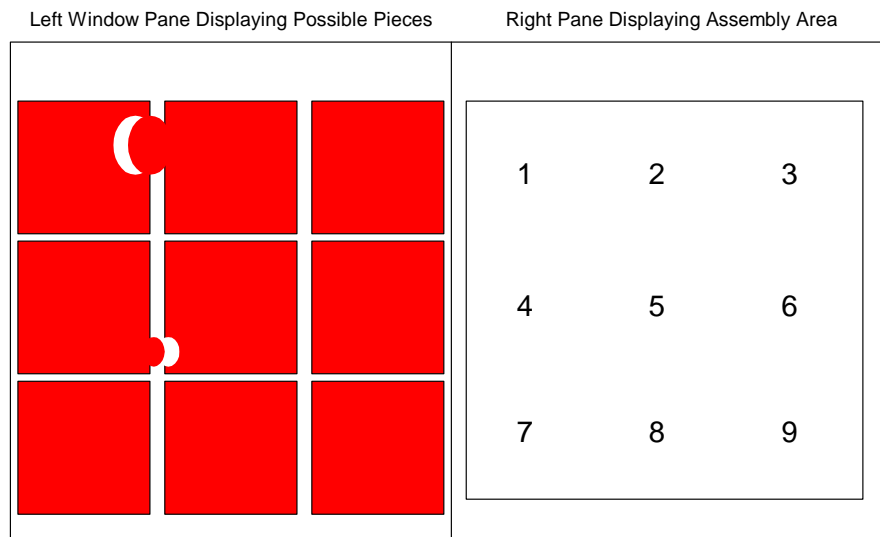 Left Window Pane Displaying Possible Pieces
Right Pane Displaying Assembly Area
1 2 3
4 5 6
7 8 9